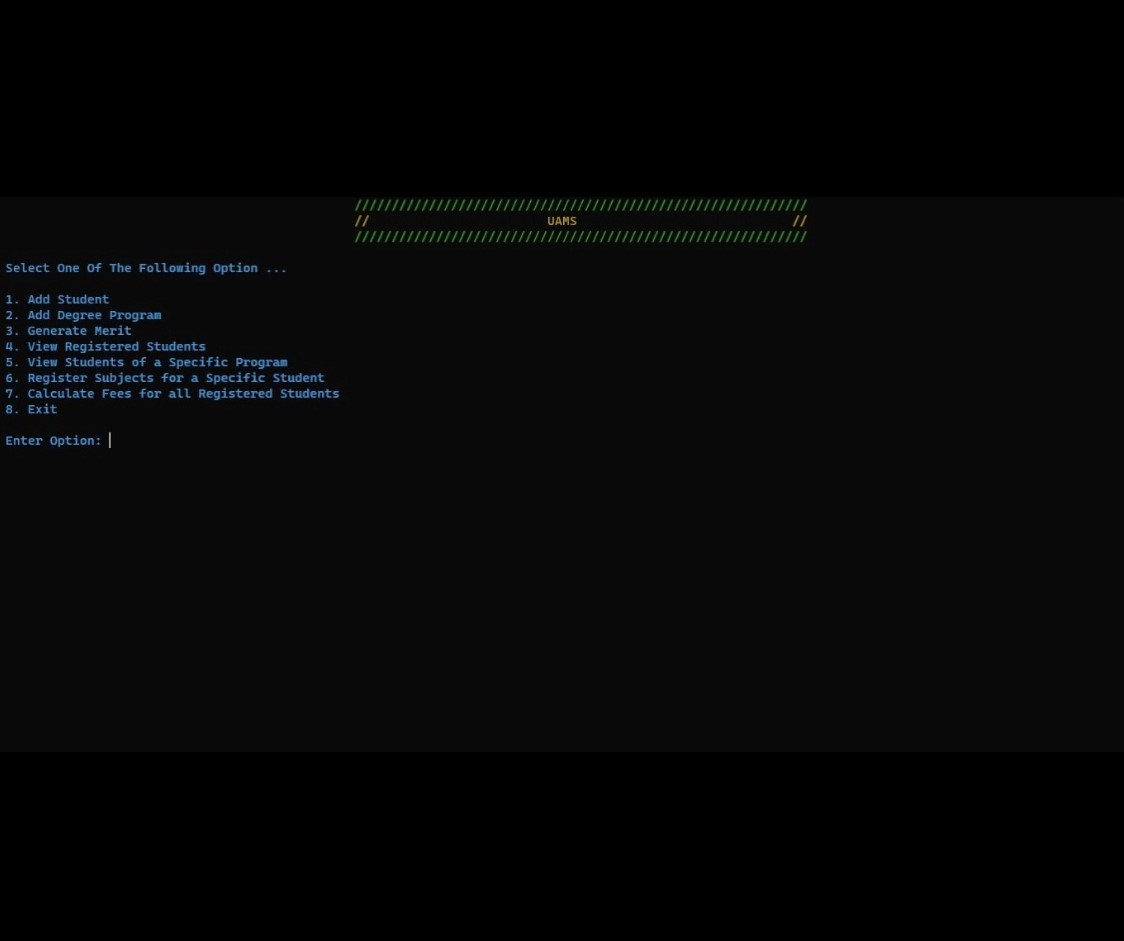 /////////////////////////////////////////////////////////////
// UAMS //
/////////////////////////////////////////////////////////////
Select One Of The Following Option ...
1. Add Student
2. Add Degree Program
3. Generate Merit
4. View Registered Students
5. View Students of a Specific Program
6. Register Subjects for a Specific Student
7. Calculate Fees for all Registered Students
8. Exit
Enter Option: